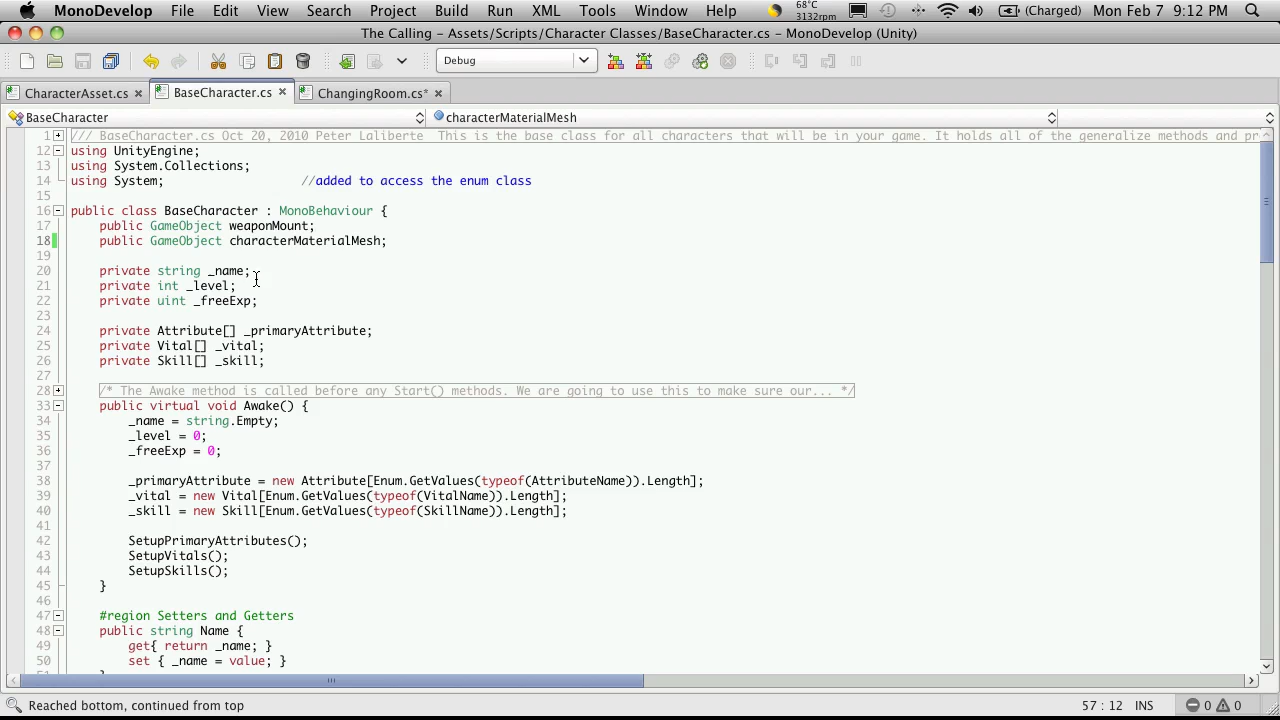 MonoDevelop File Edit View Search Project Build Run XML Tools Window Help 68°C 3132rpm (Charged) Mon Feb 7 9:12 PM
The Calling - Assets/Scripts/Character Classes/BaseCharacter.cs - MonoDevelop (Unity)
Debug
CharacterAsset.cs BaseCharacter.cs ChangingRoom.cs*
BaseCharacter characterMaterialMesh
1 /// BaseCharacter.cs Oct 20, 2010 Peter Laliberte This is the base class for all characters that will be in your game. It holds all of the generalize methods and pr
12 using UnityEngine;
13 using System.Collections;
14 using System; //added to access the enum class
15
16 public class BaseCharacter : MonoBehaviour {
17 public GameObject weaponMount;
18 public GameObject characterMaterialMesh;
19
20 private string _name;
21 private int _level;
22 private uint _freeExp;
23
24 private Attribute[] _primaryAttribute;
25 private Vital[] _vital;
26 private Skill[] _skill;
27
28 /* The Awake method is called before any Start() methods. We are going to use this to make sure our... */
33 public virtual void Awake() {
34 _name = string.Empty;
35 _level = 0;
36 _freeExp = 0;
37
38 _primaryAttribute = new Attribute[Enum.GetValues(typeof(AttributeName)).Length];
39 _vital = new Vital[Enum.GetValues(typeof(VitalName)).Length];
40 _skill = new Skill[Enum.GetValues(typeof(SkillName)).Length];
41
42 SetupPrimaryAttributes();
43 SetupVitals();
44 SetupSkills();
45 }
46
47 #region Setters and Getters
48 public string Name {
49 get{ return _name; }
50 set { _name = value; }
Reached bottom, continued from top 57 : 12 INS 0 0